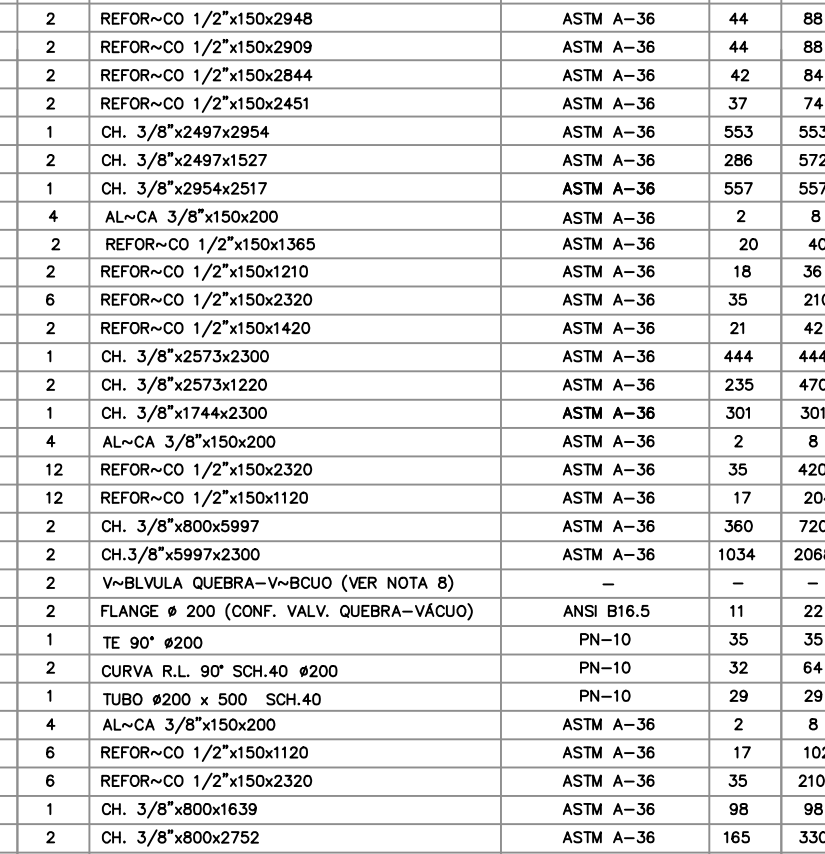 2 REFOR~CO 1/2"x150x2948 ASTM A-36 44 88
2 REFOR~CO 1/2"x150x2909 ASTM A-36 44 88
2 REFOR~CO 1/2"x150x2844 ASTM A-36 42 84
2 REFOR~CO 1/2"x150x2451 ASTM A-36 37 74
1 CH. 3/8"x2497x2954 ASTM A-36 553 553
2 CH. 3/8"x2497x1527 ASTM A-36 286 572
1 CH. 3/8"x2954x2517 ASTM A-36 557 557
4 AL~CA 3/8"x150x200 ASTM A-36 2 8
2 REFOR~CO 1/2"x150x1365 ASTM A-36 20 40
2 REFOR~CO 1/2"x150x1210 ASTM A-36 18 36
6 REFOR~CO 1/2"x150x2320 ASTM A-36 35 210
2 REFOR~CO 1/2"x150x1420 ASTM A-36 21 42
1 CH. 3/8"x2573x2300 ASTM A-36 444 444
2 CH. 3/8"x2573x1220 ASTM A-36 235 470
1 CH. 3/8"x1744x2300 ASTM A-36 301 301
4 AL~CA 3/8"x150x200 ASTM A-36 2 8
12 REFOR~CO 1/2"x150x2320 ASTM A-36 35 420
12 REFOR~CO 1/2"x150x1120 ASTM A-36 17 204
2 CH. 3/8"x800x5997 ASTM A-36 360 720
2 CH.3/8"x5997x2300 ASTM A-36 1034 2068
2 V~BLVULA QUEBRA-V~BCUO (VER NOTA 8) - - -
2 FLANGE ø 200 (CONF. VALV. QUEBRA-VÁCUO) ANSI B16.5 11 22
1 TE 90° ø200 PN-10 35 35
2 CURVA R.L. 90° SCH.40 ø200 PN-10 32 64
1 TUBO ø200 x 500 SCH.40 PN-10 29 29
4 AL~CA 3/8"x150x200 ASTM A-36 2 8
6 REFOR~CO 1/2"x150x1120 ASTM A-36 17 102
6 REFOR~CO 1/2"x150x2320 ASTM A-36 35 210
1 CH. 3/8"x800x1639 ASTM A-36 98 98
2 CH. 3/8"x800x2752 ASTM A-36 165 330